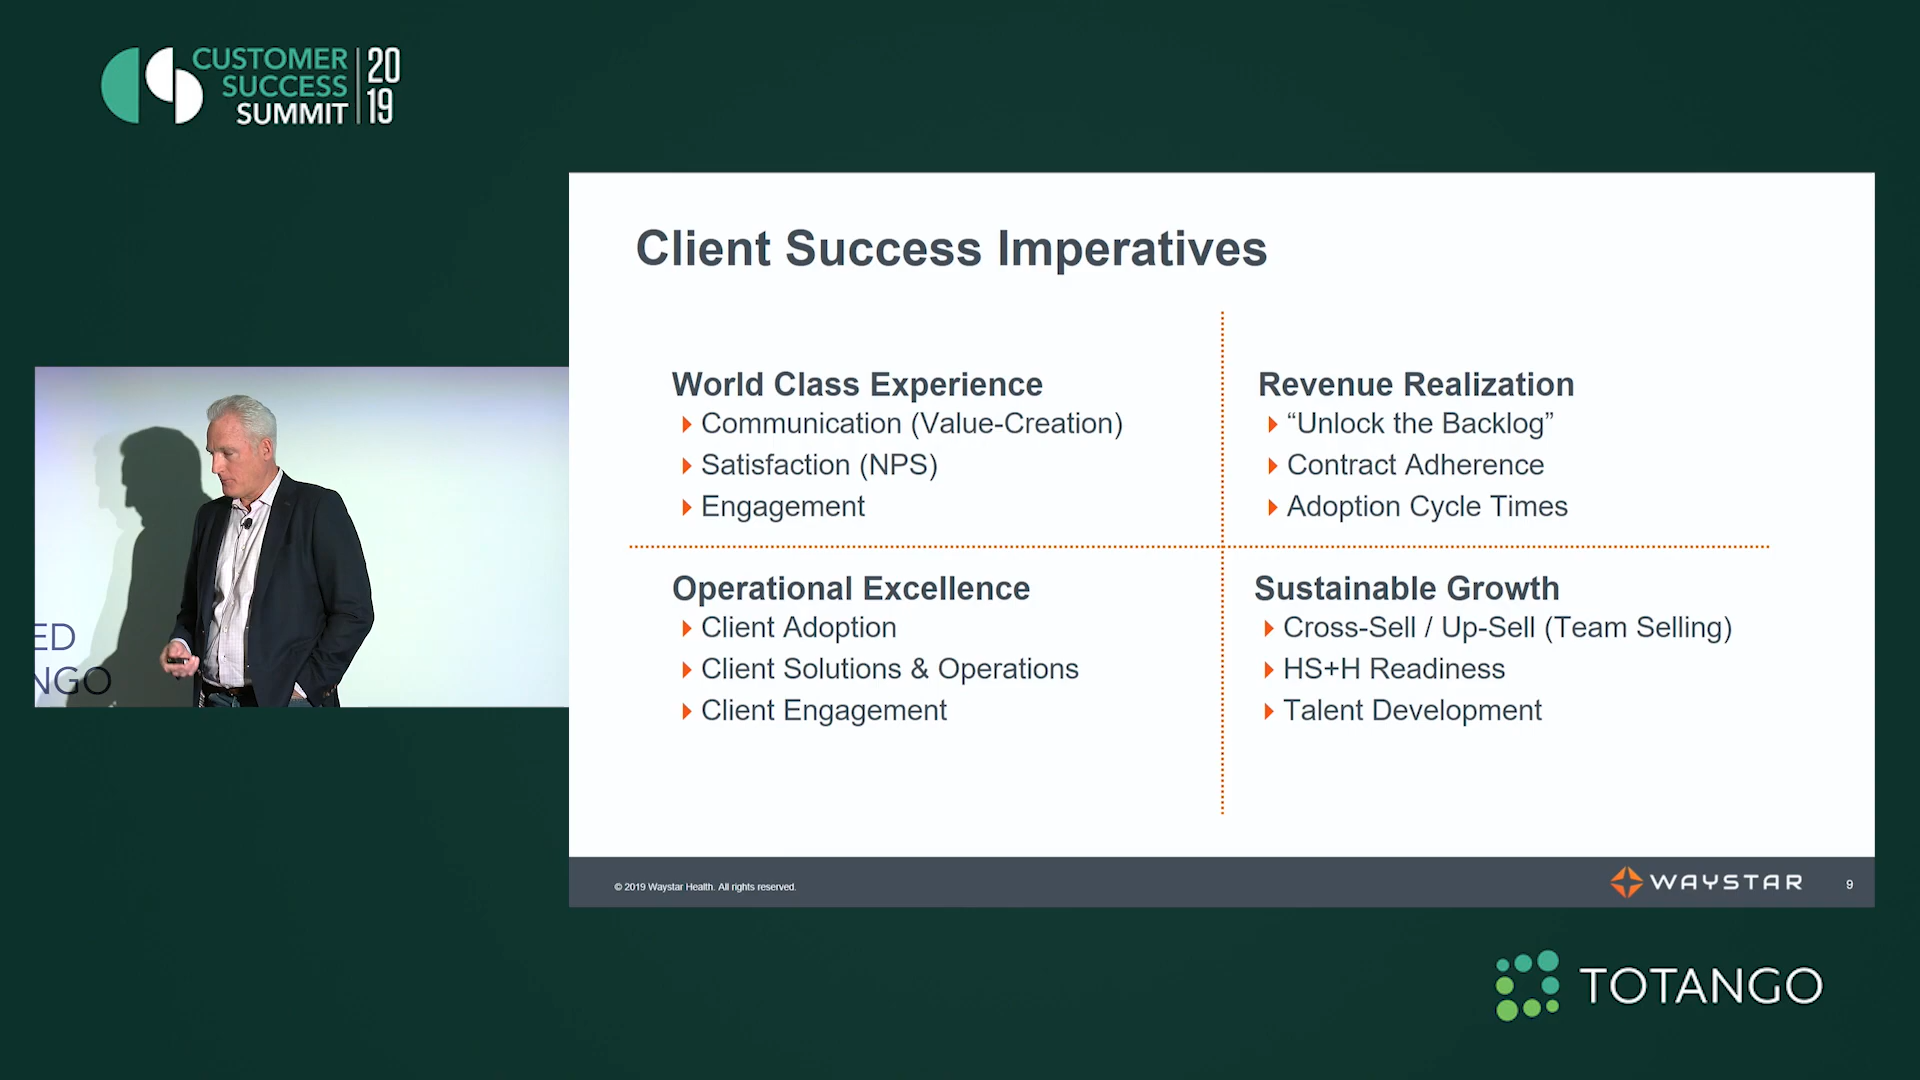 CUSTOMER
SUCCESS
SUMMIT
20
19
Client Success Imperatives
World Class Experience
Communication (Value-Creation)
Satisfaction (NPS)
Engagement
Revenue Realization
“Unlock the Backlog”
Contract Adherence
Adoption Cycle Times
Operational Excellence
Client Adoption
Client Solutions & Operations
Client Engagement
Sustainable Growth
Cross-Sell / Up-Sell (Team Selling)
HS+H Readiness
Talent Development
ED
NGO
© 2019 Waystar Health. All rights reserved.
WAYSTAR
9
TOTANGO